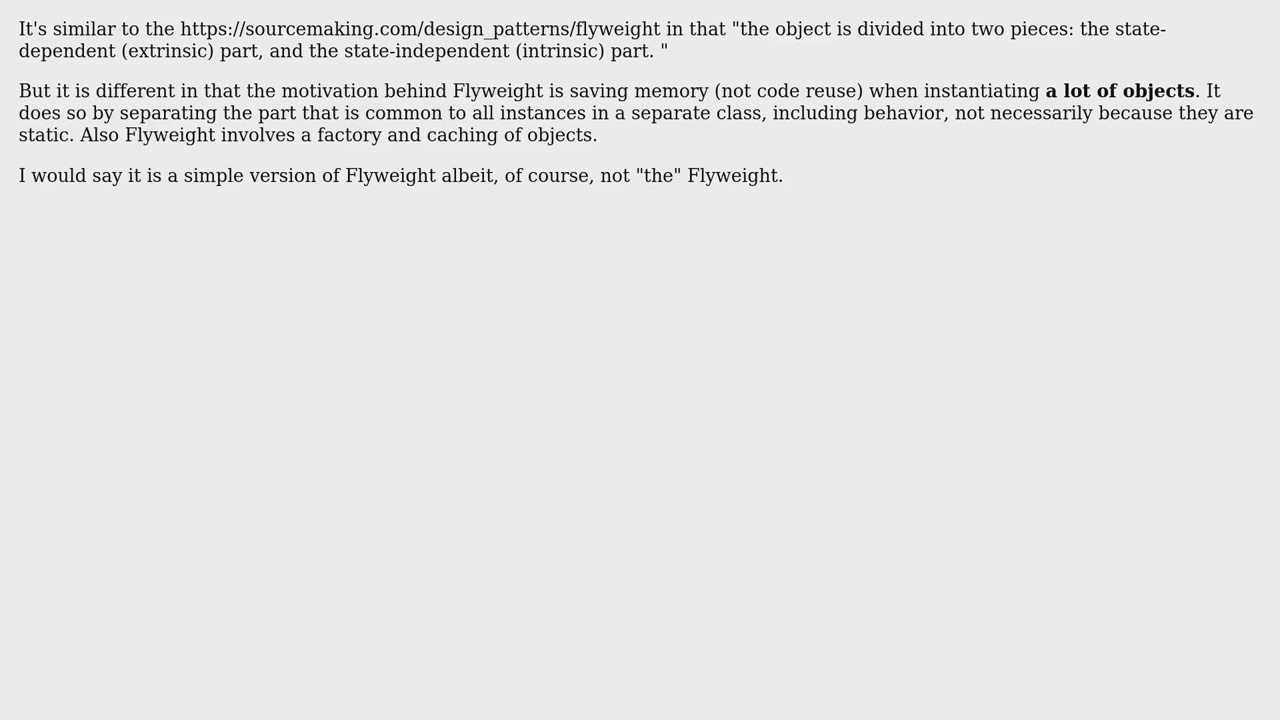 It's similar to the https://sourcemaking.com/design_patterns/flyweight in that "the object is divided into two pieces: the state-
dependent (extrinsic) part, and the state-independent (intrinsic) part. "
But it is different in that the motivation behind Flyweight is saving memory (not code reuse) when instantiating a lot of objects. It
does so by separating the part that is common to all instances in a separate class, including behavior, not necessarily because they are
static. Also Flyweight involves a factory and caching of objects.
I would say it is a simple version of Flyweight albeit, of course, not "the" Flyweight.